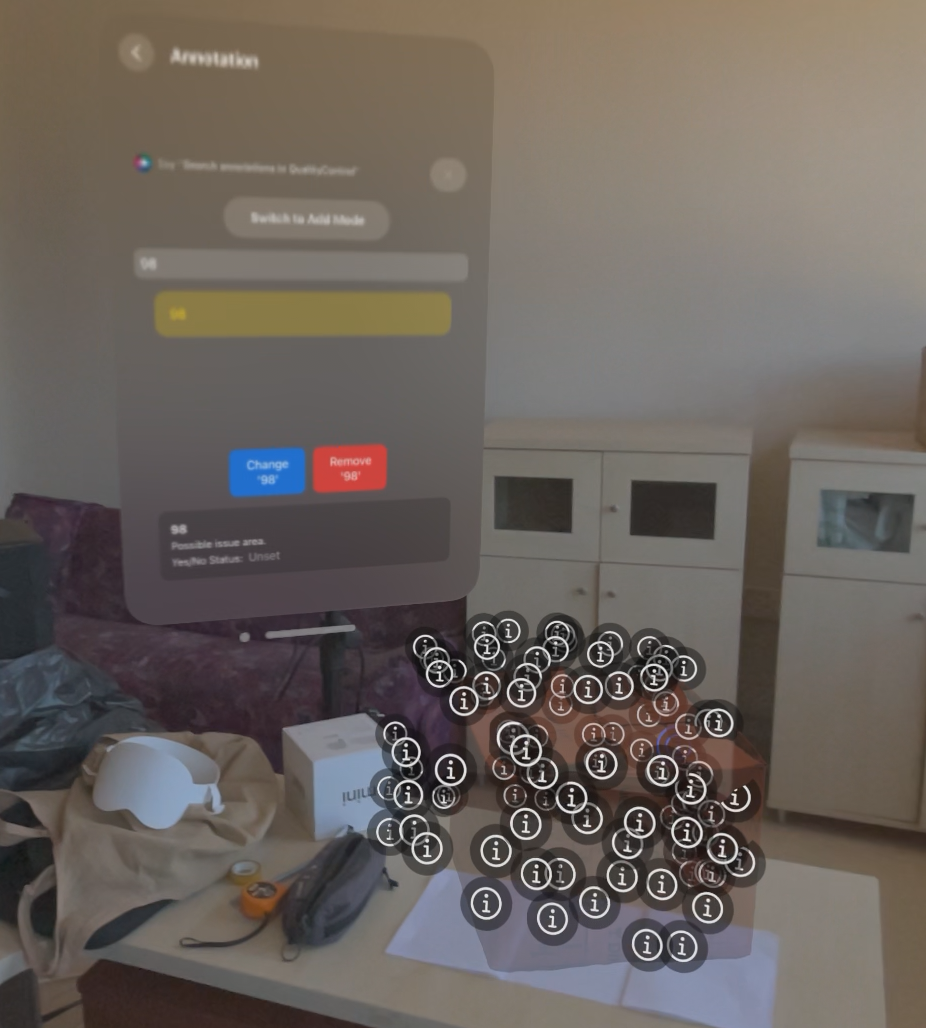 Annotation
Say "Search annotations in QualityControl"
Switch to Add Mode
98
98
Change
'98'
Remove
'98'
98
Possible issue area.
Yes/No Status: Unset
mini